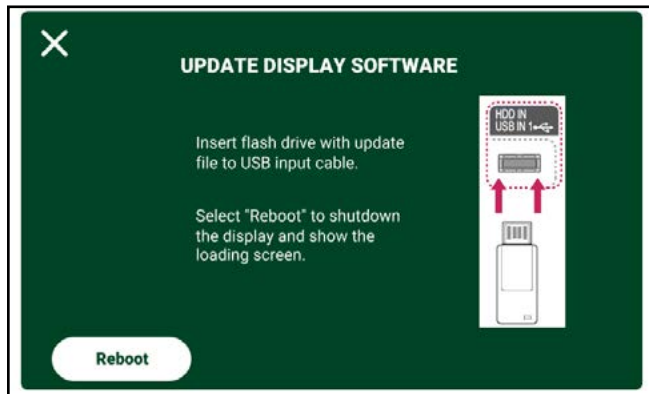 UPDATE DISPLAY SOFTWARE
Insert flash drive with update
file to USB input cable.
Select "Reboot" to shutdown
the display and show the
loading screen.
HDD IN
USB IN 1
Reboot